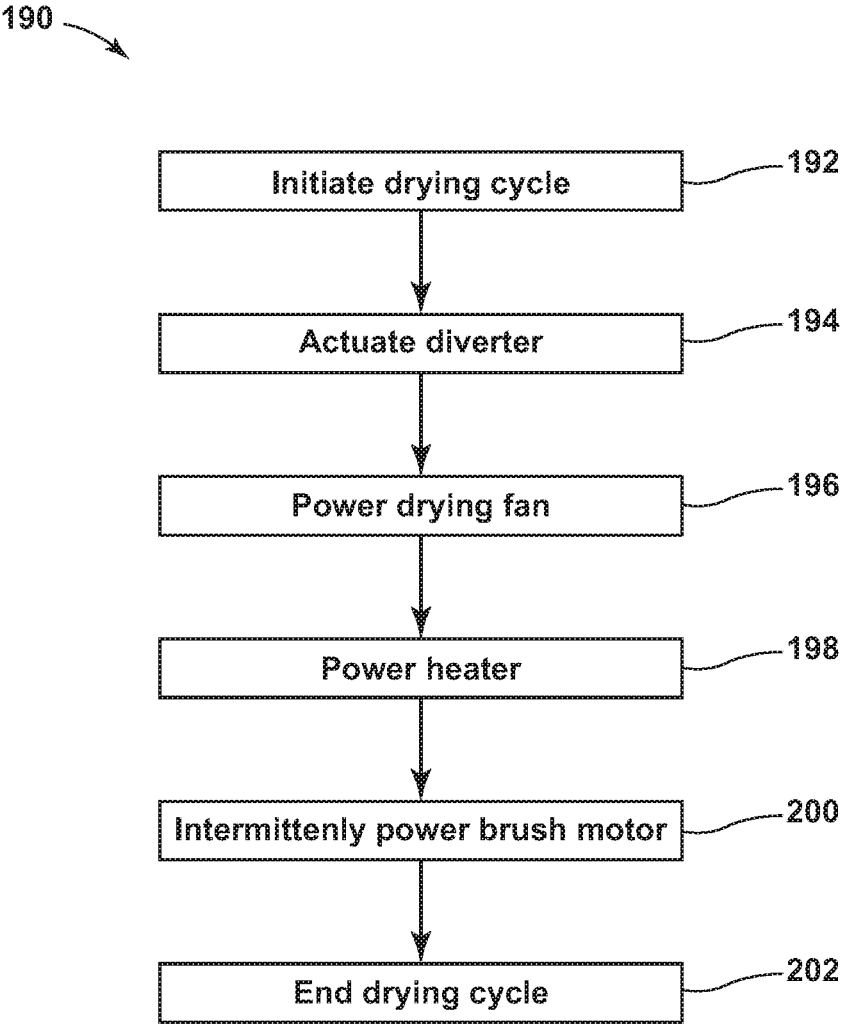 190
Initiate drying cycle 192
Actuate diverter 194
Power drying fan 196
Power heater 198
Intermittenly power brush motor 200
End drying cycle 202